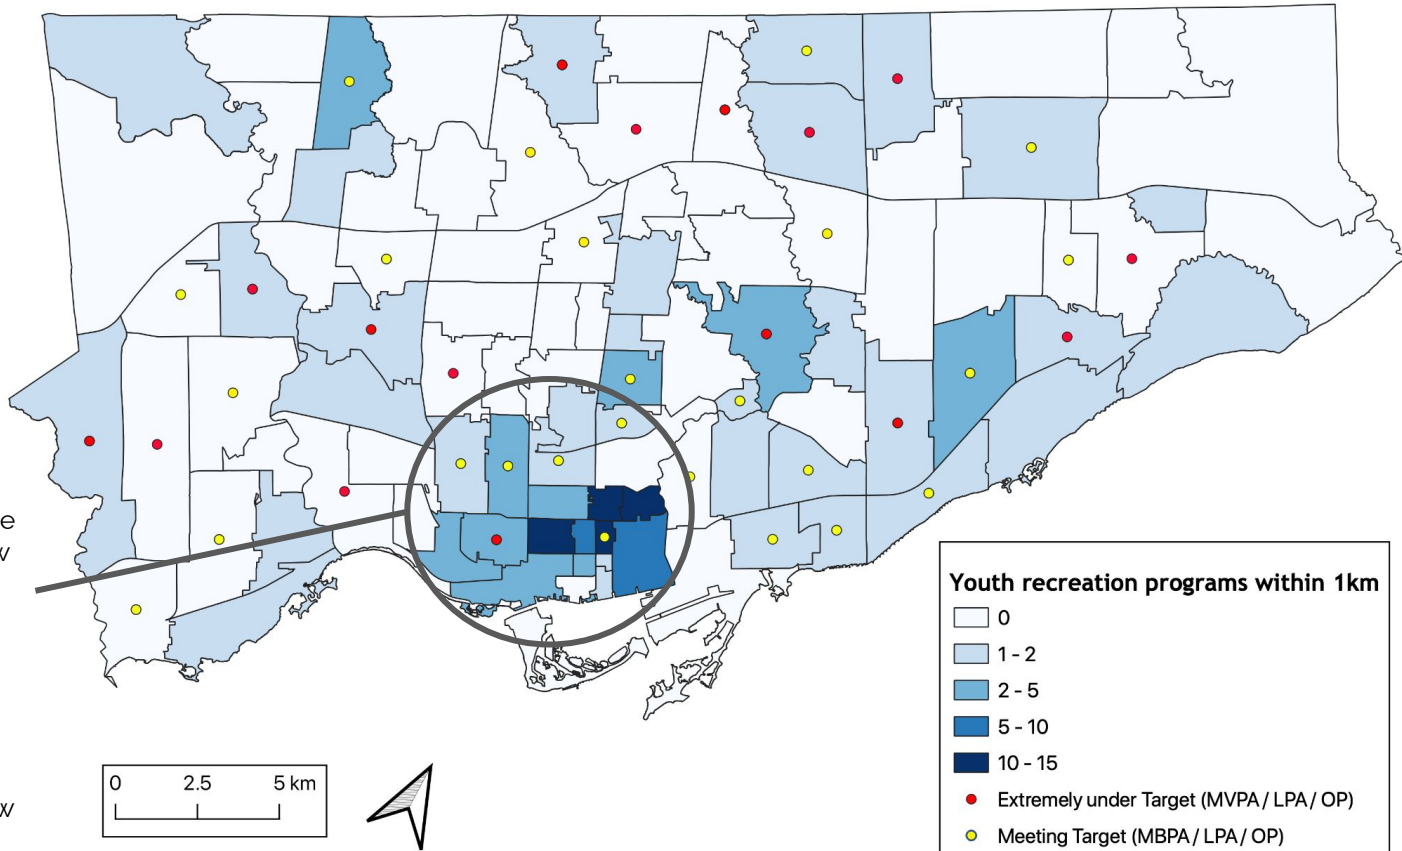 e
w
w
0 2.5 5 km
Youth recreation programs within 1km
0
1 - 2
2 - 5
5 - 10
10 - 15
Extremely under Target (MVPA / LPA / OP)
Meeting Target (MBPA / LPA / OP)